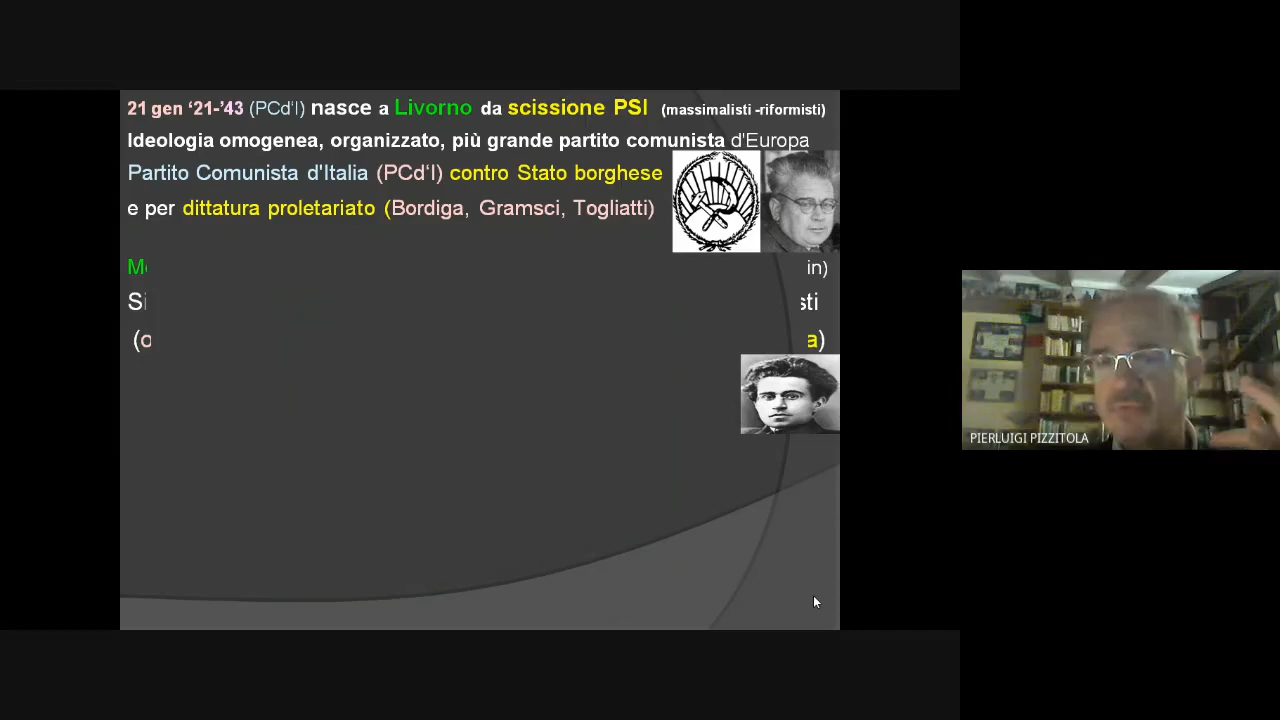 21 gen ‘21-’43 (PCd‘I) nasce a Livorno da scissione PSI (massimalisti -riformisti)
Ideologia omogenea, organizzato, più grande partito comunista d'Europa
Partito Comunista d'Italia (PCd‘I) contro Stato borghese
e per dittatura proletariato (Bordiga, Gramsci, Togliatti)
in)
sti
a)
PIERLUIGI PIZZITOLA